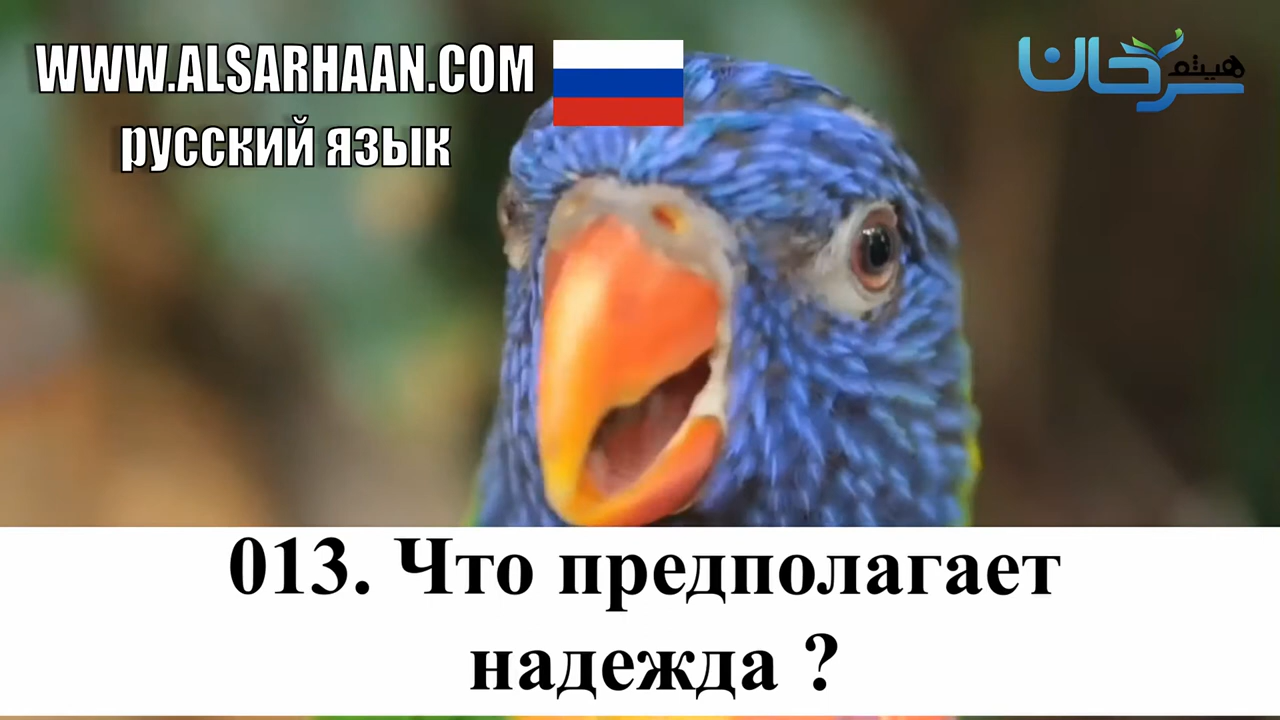 WWW.ALSARHAAN.COM
русский язык
هيثم سرحان
013. Что предполагает
надежда ?